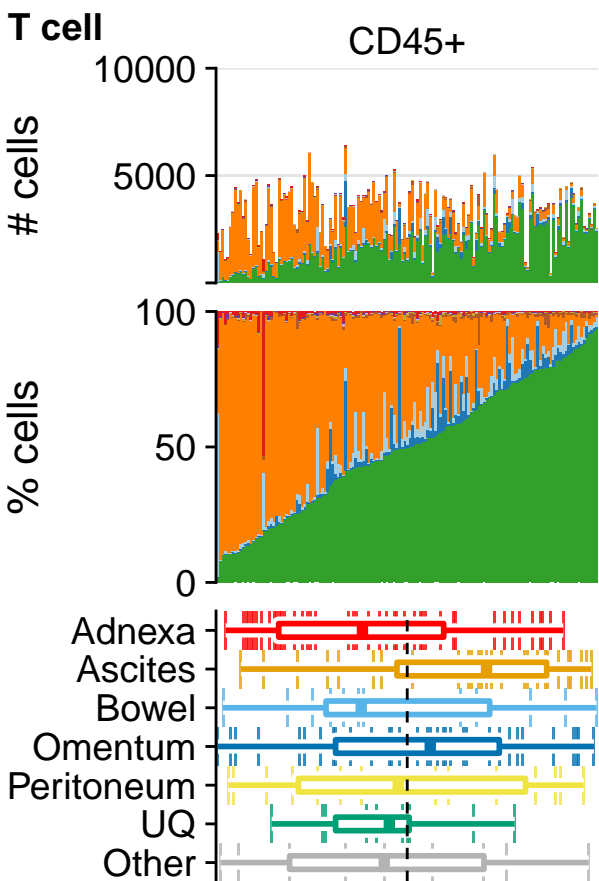 T cell
CD45+
10000
5000
# cells
100
50
0
% cells
Adnexa
Ascites
Bowel
Omentum
Peritoneum
UQ
Other